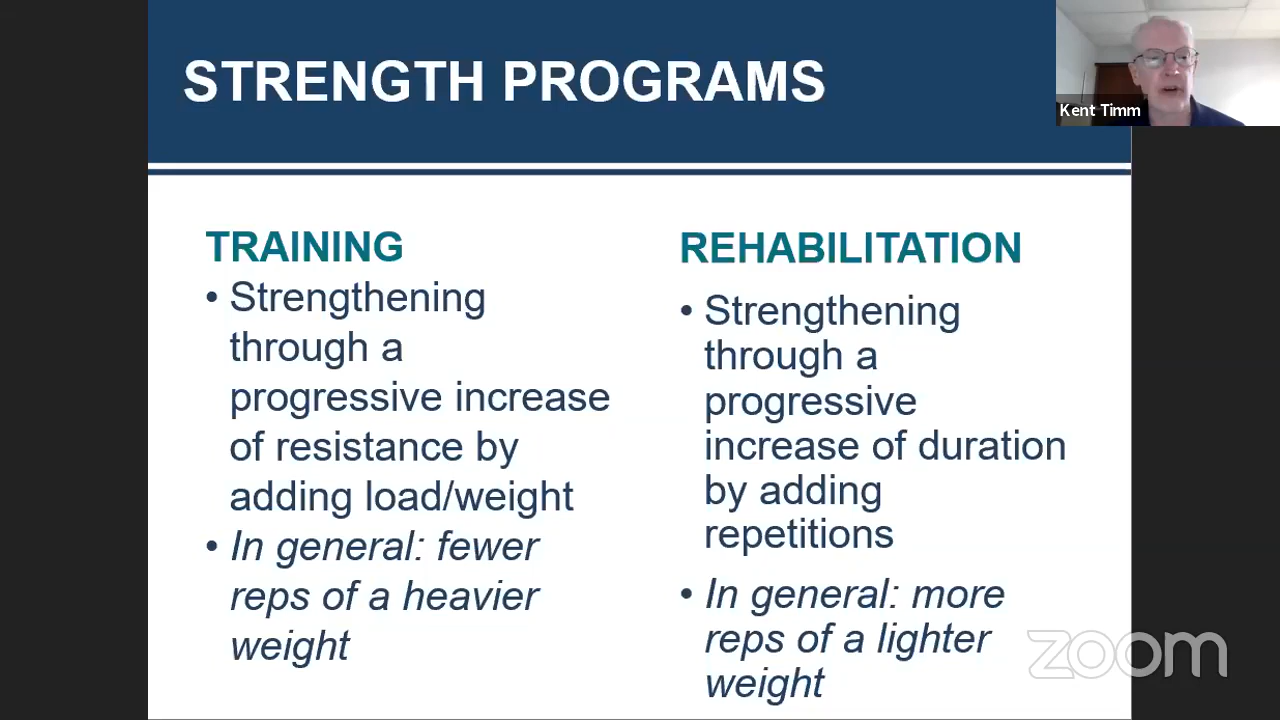 STRENGTH PROGRAMS
Kent Timm
TRAINING
• Strengthening
through a
progressive increase
of resistance by
adding load/weight
• In general: fewer
reps of a heavier
weight
REHABILITATION
• Strengthening
through a
progressive
increase of duration
by adding
repetitions
• In general: more
reps of a lighter
weight
zoom